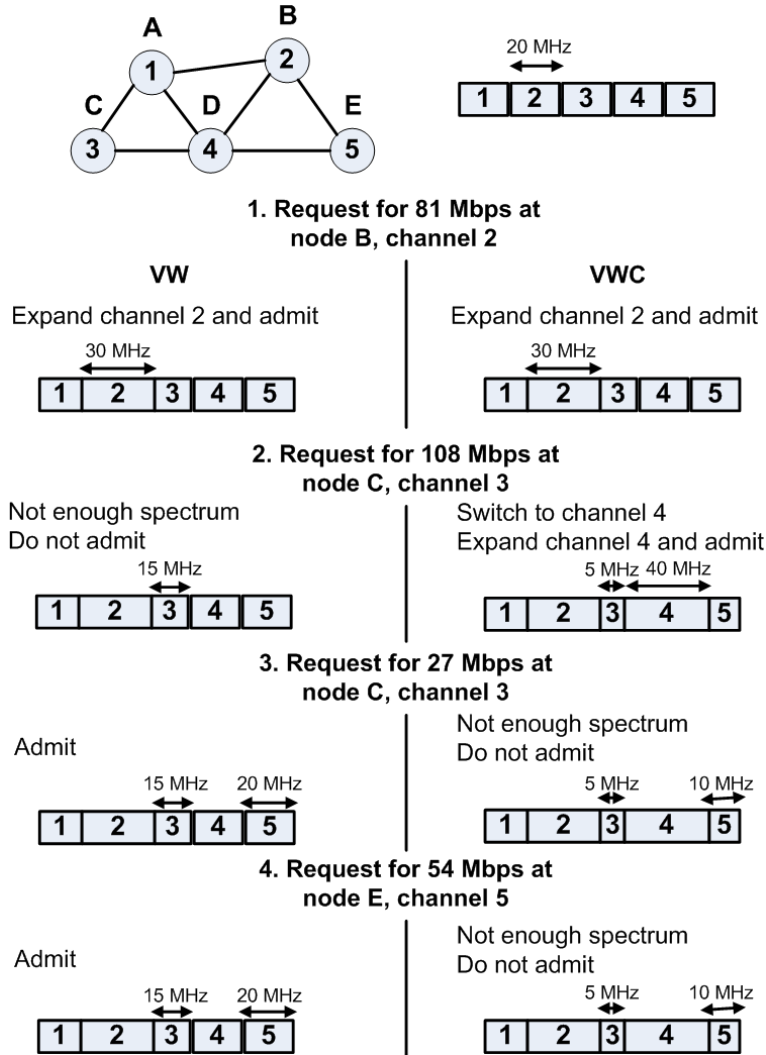 A
B
1
2
C
D
E
3
4
5
20 MHz
1 2 3 4 5
1. Request for 81 Mbps at
node B, channel 2
VW
Expand channel 2 and admit
30 MHz
1 2 3 4 5
VWC
Expand channel 2 and admit
30 MHz
1 2 3 4 5
2. Request for 108 Mbps at
node C, channel 3
Not enough spectrum
Do not admit
15 MHz
1 2 3 4 5
Switch to channel 4
Expand channel 4 and admit
5 MHz 40 MHz
1 2 3 4 5
3. Request for 27 Mbps at
node C, channel 3
Admit
15 MHz 20 MHz
1 2 3 4 5
Not enough spectrum
Do not admit
5 MHz 10 MHz
1 2 3 4 5
4. Request for 54 Mbps at
node E, channel 5
Admit
15 MHz 20 MHz
1 2 3 4 5
Not enough spectrum
Do not admit
5 MHz 10 MHz
1 2 3 4 5